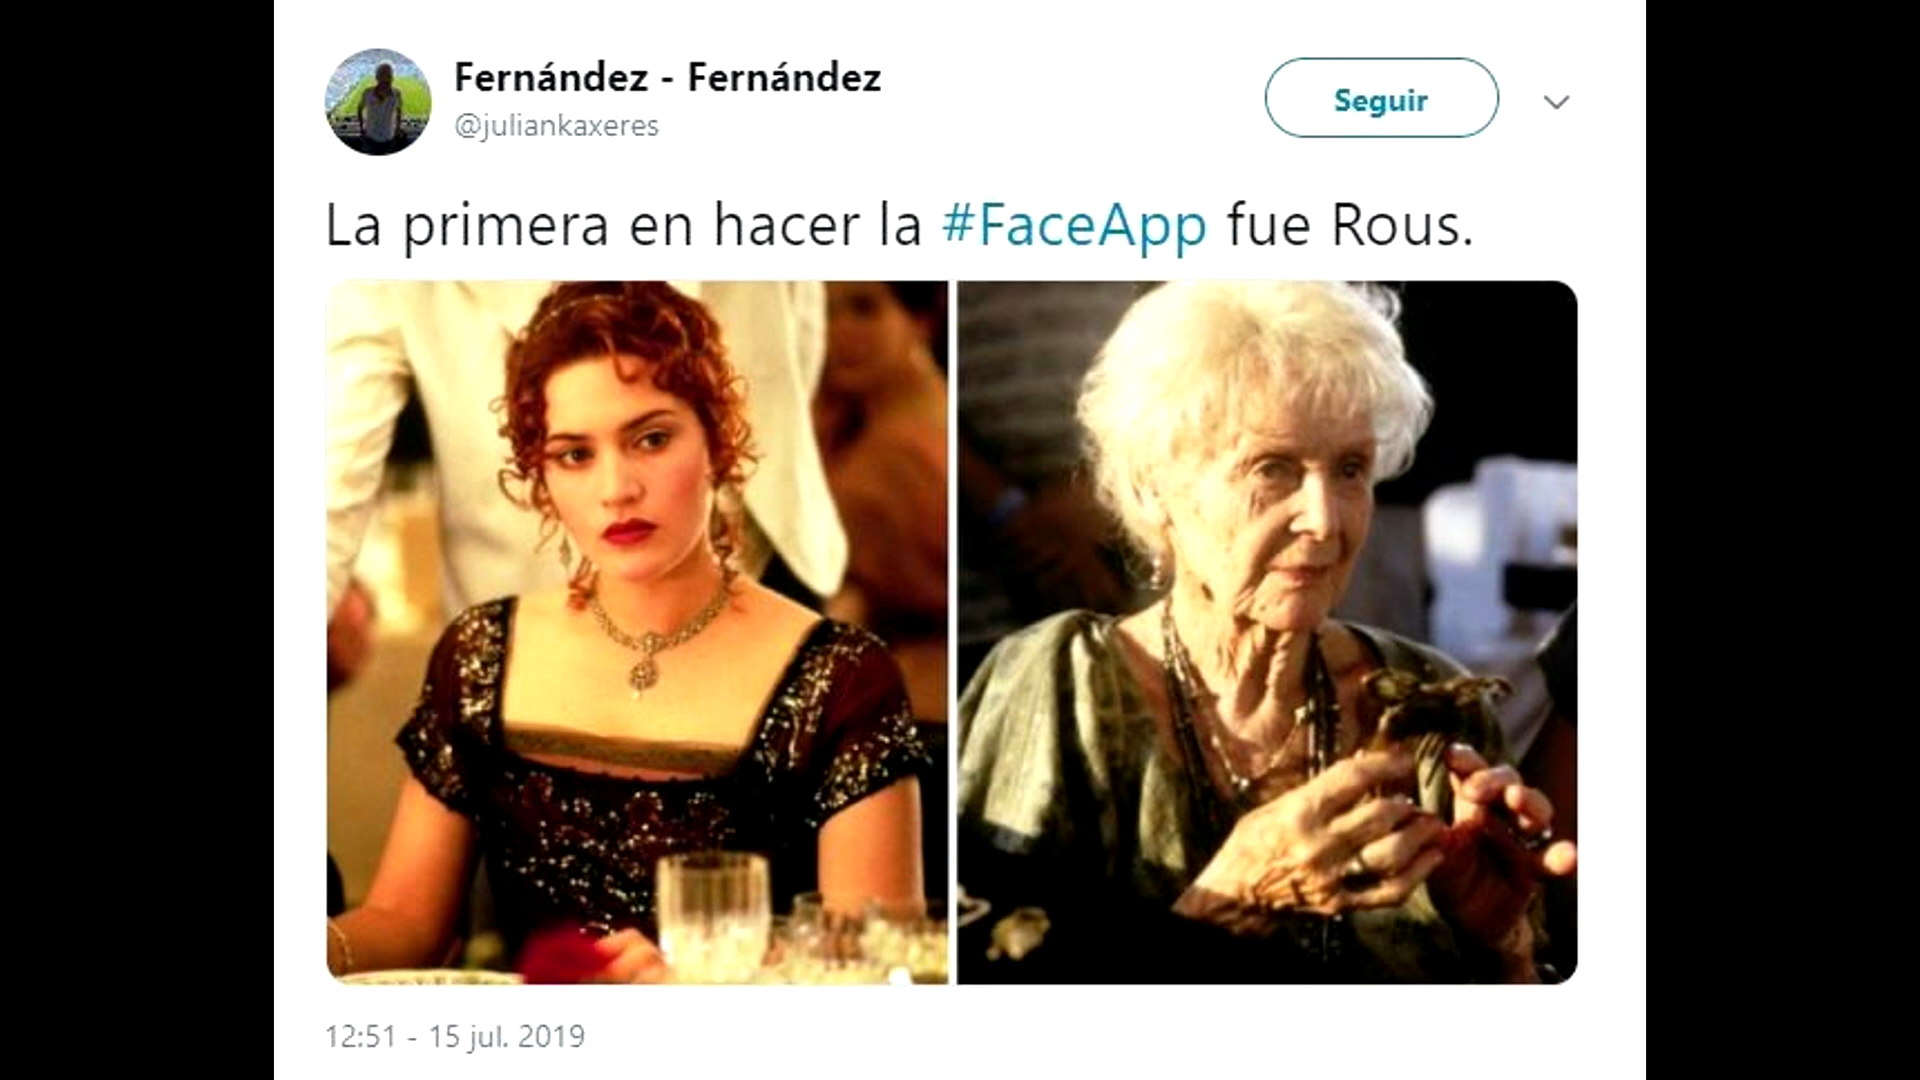 Fernández - Fernández
@juliankaxeres
Seguir
La primera en hacer la #FaceApp fue Rous.
12:51 - 15 jul. 2019